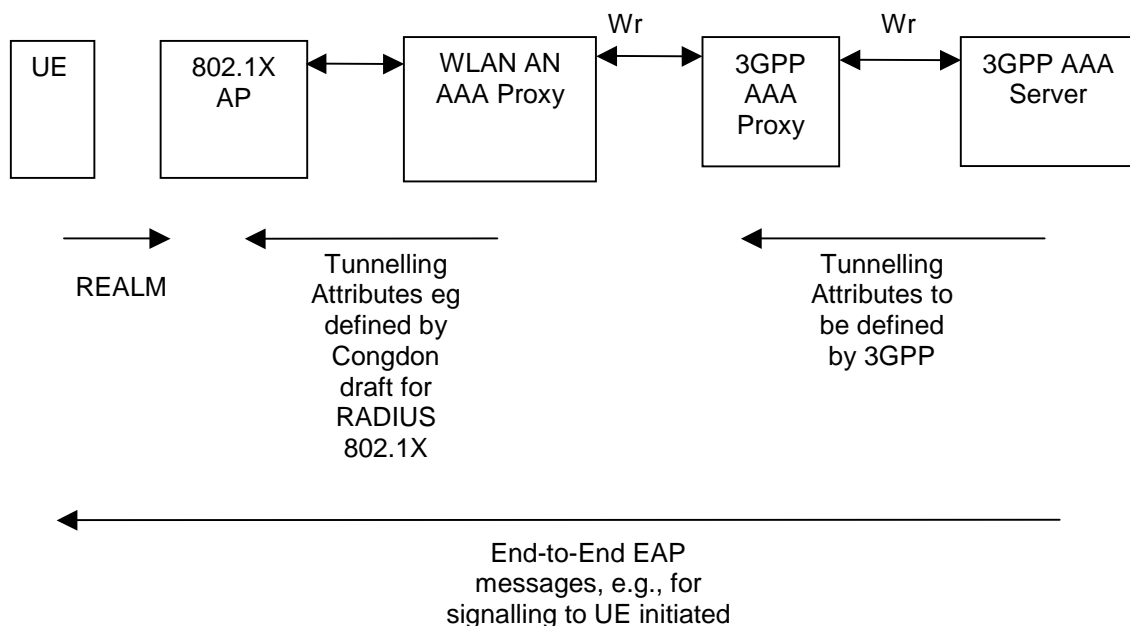 Wr
Wr
UE
802.1X
AP
WLAN AN
AAA Proxy
3GPP
AAA
Proxy
3GPP AAA
Server
REALM
Tunnelling
Attributes eg
defined by
Congdon
draft for
RADIUS
802.1X
Tunnelling
Attributes to
be defined
by 3GPP
End-to-End EAP
messages, e.g., for
signalling to UE initiated